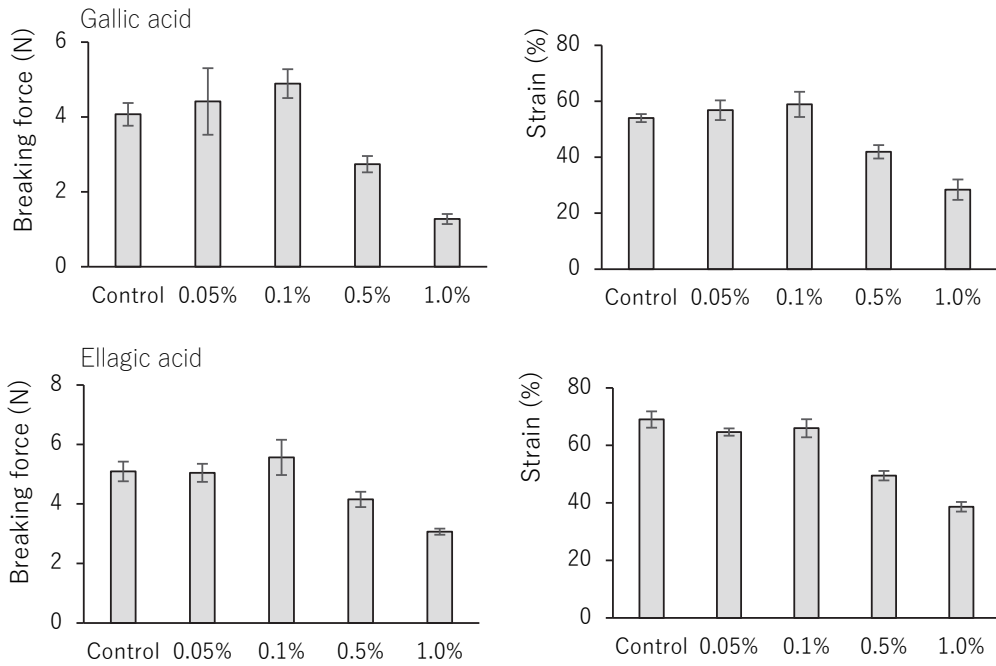 Gallic acid
Breaking force (N)
6
4
2
0
Control 0.05% 0.1% 0.5% 1.0%
Strain (%)
80
60
40
20
0
Control 0.05% 0.1% 0.5% 1.0%
Ellagic acid
Breaking force (N)
8
6
4
2
0
Control 0.05% 0.1% 0.5% 1.0%
Strain (%)
80
60
40
20
0
Control 0.05% 0.1% 0.5% 1.0%